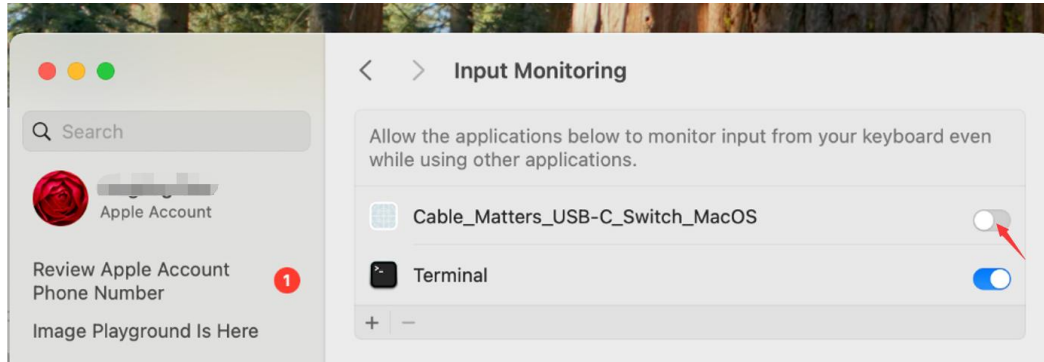 Input Monitoring
Search
Apple Account
Review Apple Account
Phone Number
1
Image Playground Is Here
Allow the applications below to monitor input from your keyboard even
while using other applications.
Cable_Matters_USB-C_Switch_MacOS
Terminal